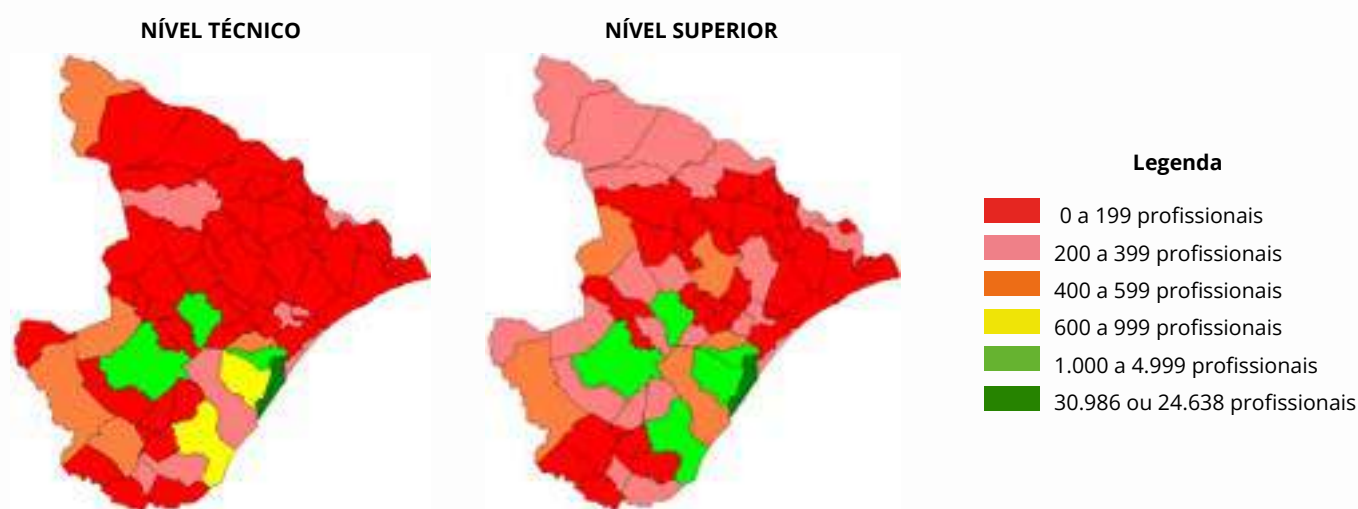 NÍVEL TÉCNICO
NÍVEL SUPERIOR
Legenda
0 a 199 profissionais
200 a 399 profissionais
400 a 599 profissionais
600 a 999 profissionais
1.000 a 4.999 profissionais
30.986 ou 24.638 profissionais